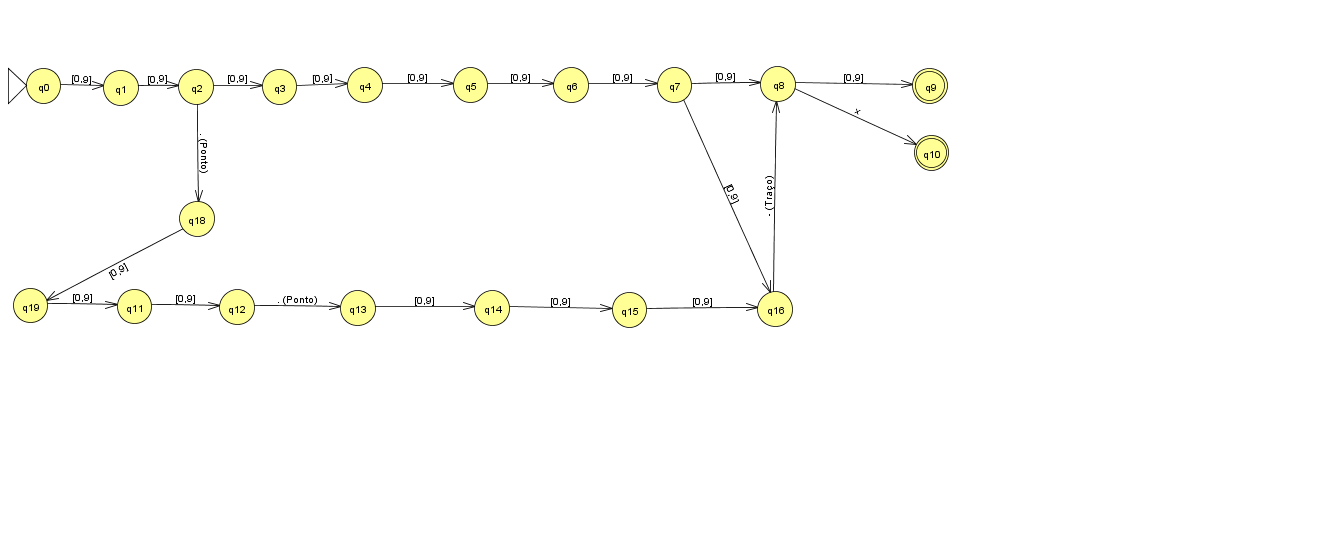 [0,9] [0,9] [0,9] [0,9] [0,9] [0,9] [0,9] [0,9] [0,9]
q0 q1 q2 q3 q4 q5 q6 q7 q8 q9
x
q10
. (Ponto)
[0,9]
. (Traço)
q18
[0,9]
[0,9] [0,9] . (Ponto) [0,9] [0,9] [0,9]
q19 q11 q12 q13 q14 q15 q16